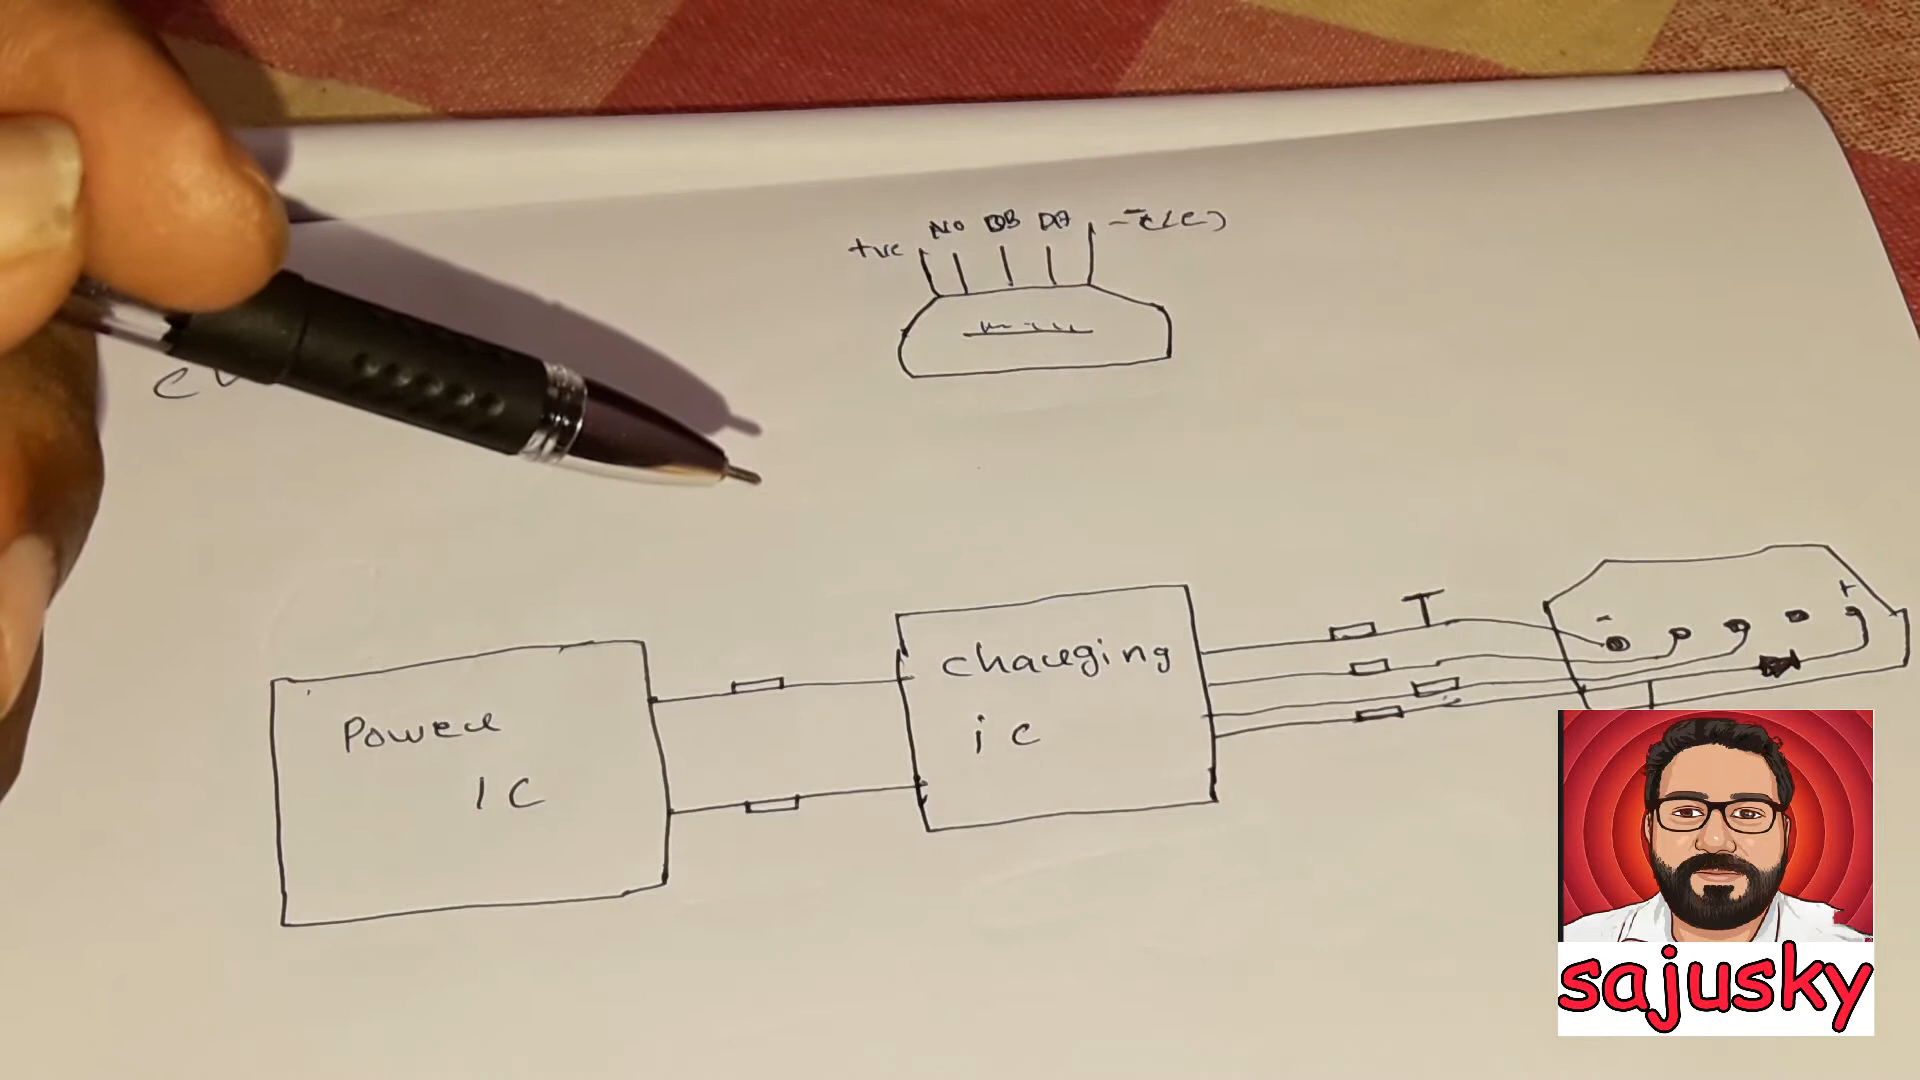 +ve NO DB DA -ve(e)
Power
IC
charging
ic
- +
sajusky